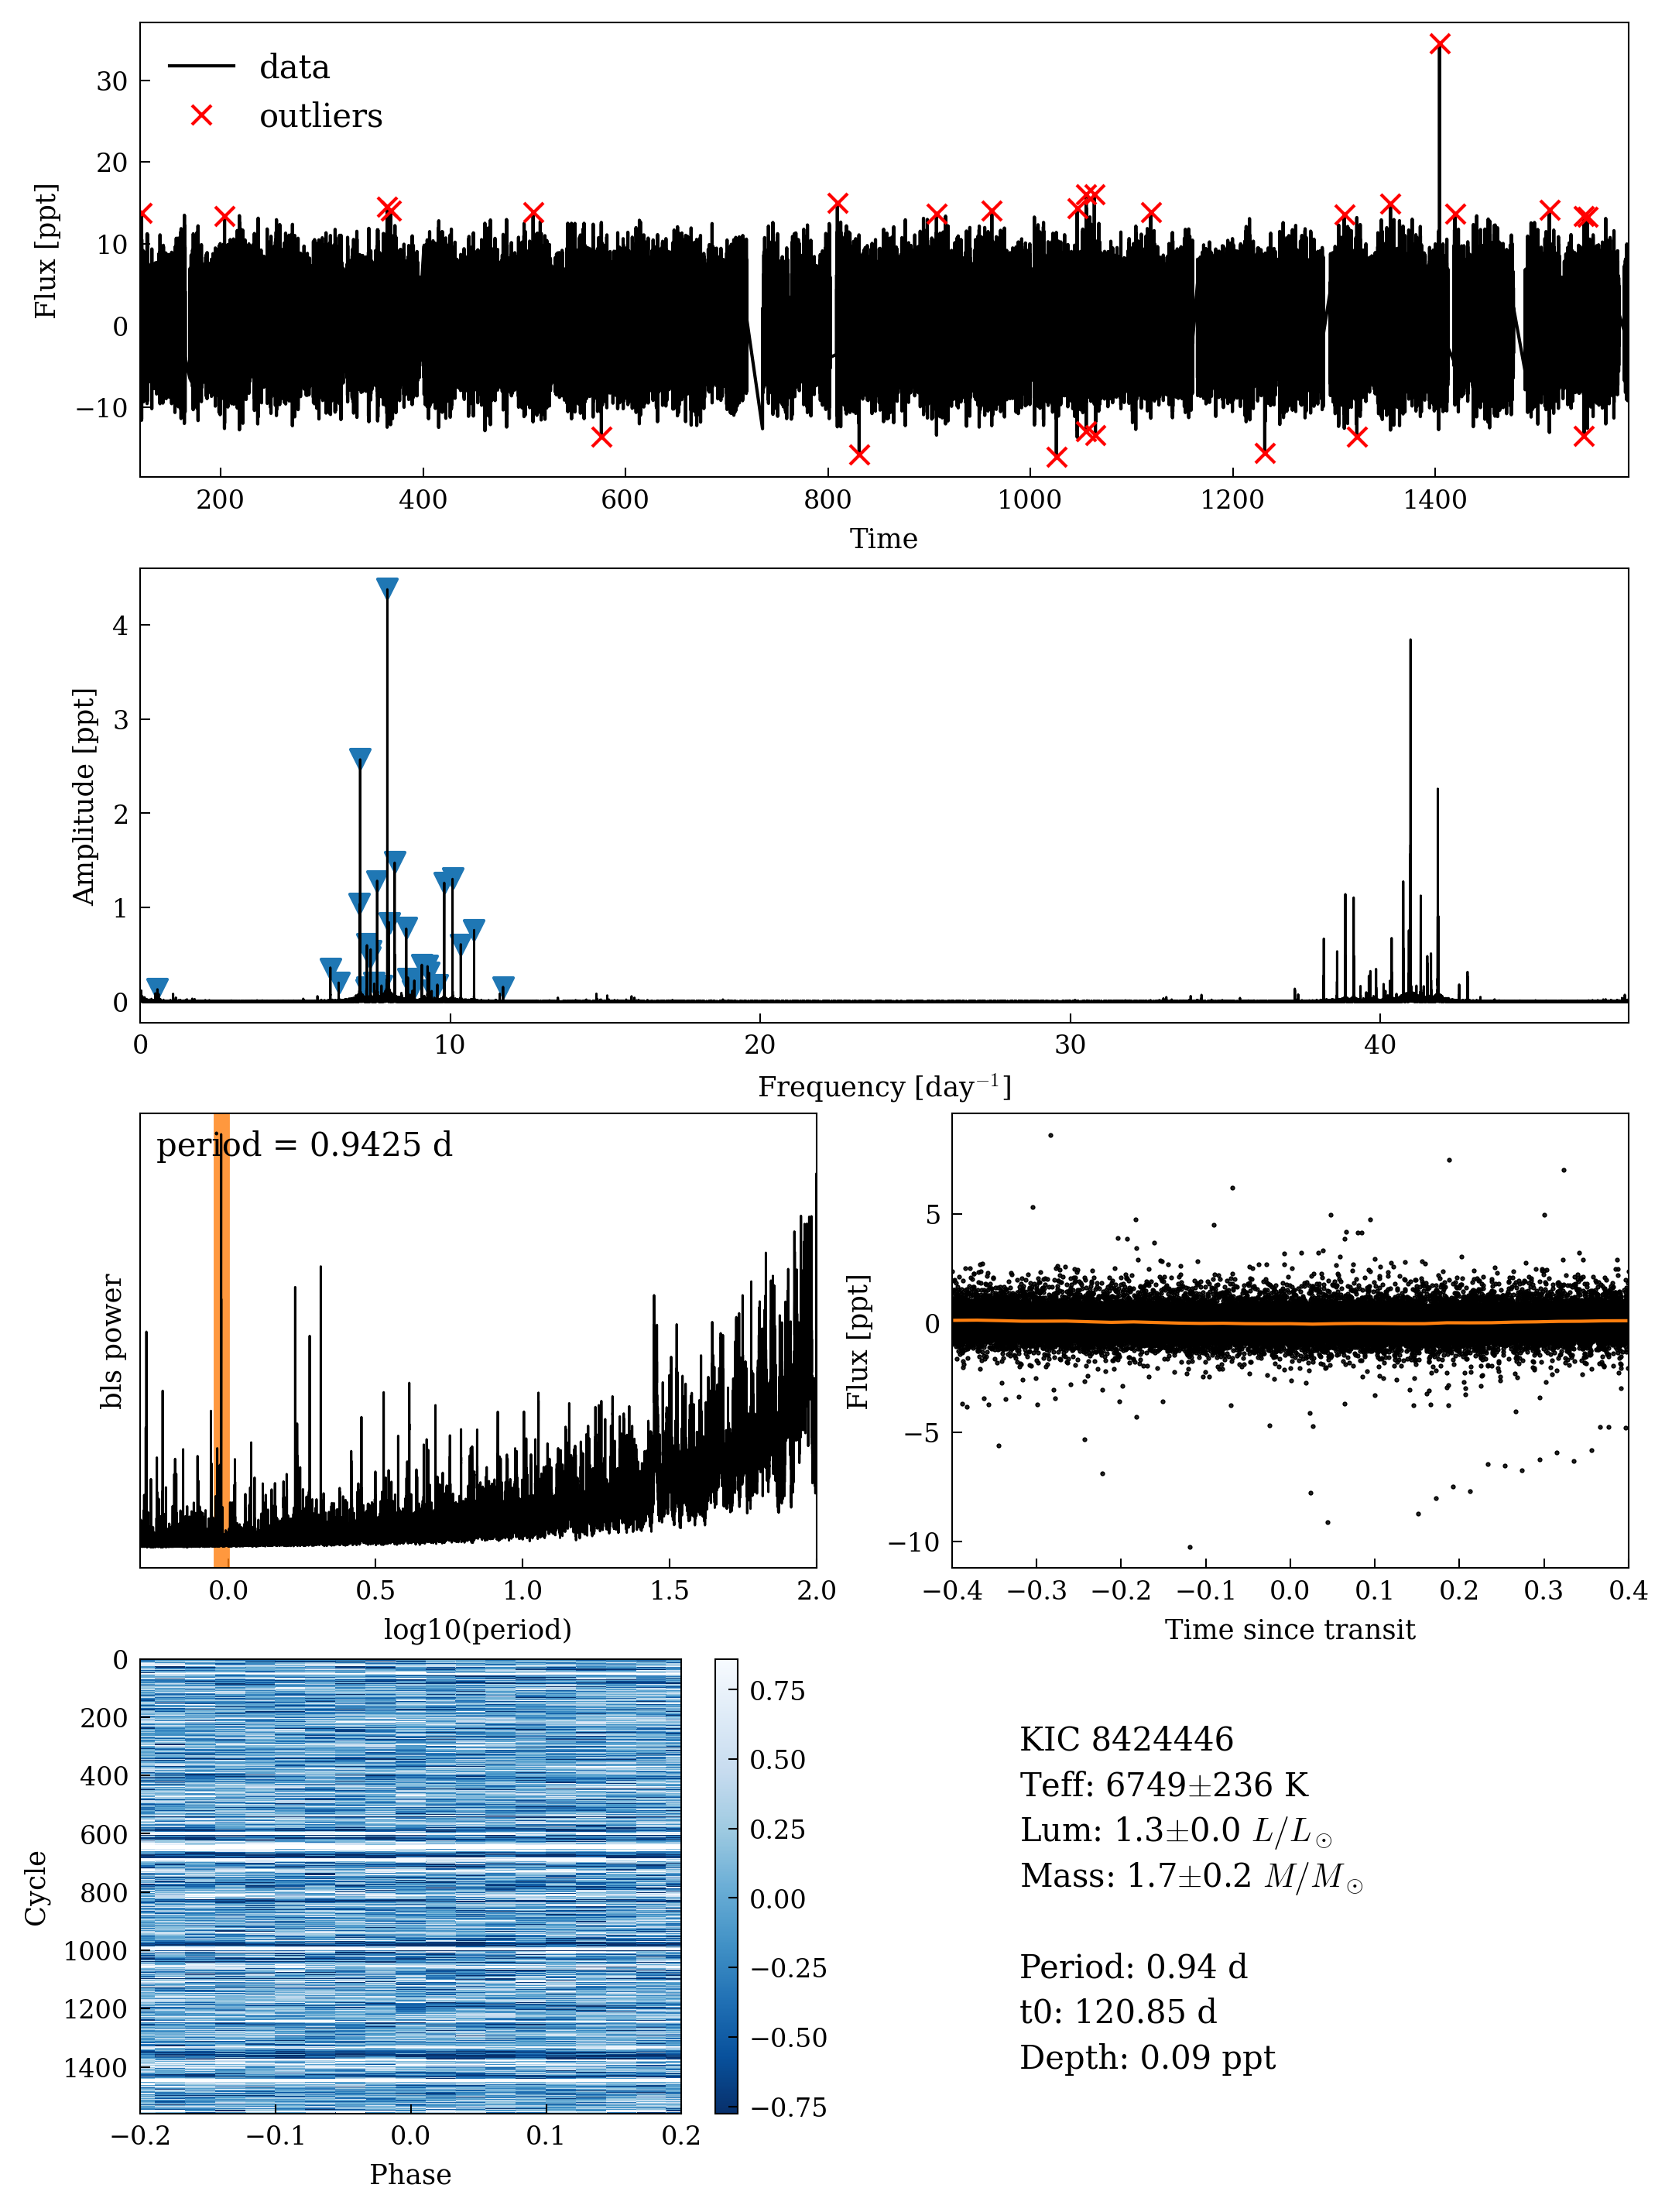 data
outliers
30
20
10
0
−10
Flux [ppt]
200 400 600 800 1000 1200 1400
Time
4
3
2
1
0
Amplitude [ppt]
0 10 20 30 40
Frequency [day⁻¹]
period = 0.9425 d
bls power
0.0 0.5 1.0 1.5 2.0
log10(period)
5
0
−5
−10
Flux [ppt]
−0.4 −0.3 −0.2 −0.1 0.0 0.1 0.2 0.3 0.4
Time since transit
0
200
400
600
800
1000
1200
1400
Cycle
−0.2 −0.1 0.0 0.1 0.2
Phase
0.75
0.50
0.25
0.00
−0.25
−0.50
−0.75
KIC 8424446
Teff: 6749±236 K
Lum: 1.3±0.0 L/L⊙
Mass: 1.7±0.2 M/M⊙
Period: 0.94 d
t0: 120.85 d
Depth: 0.09 ppt